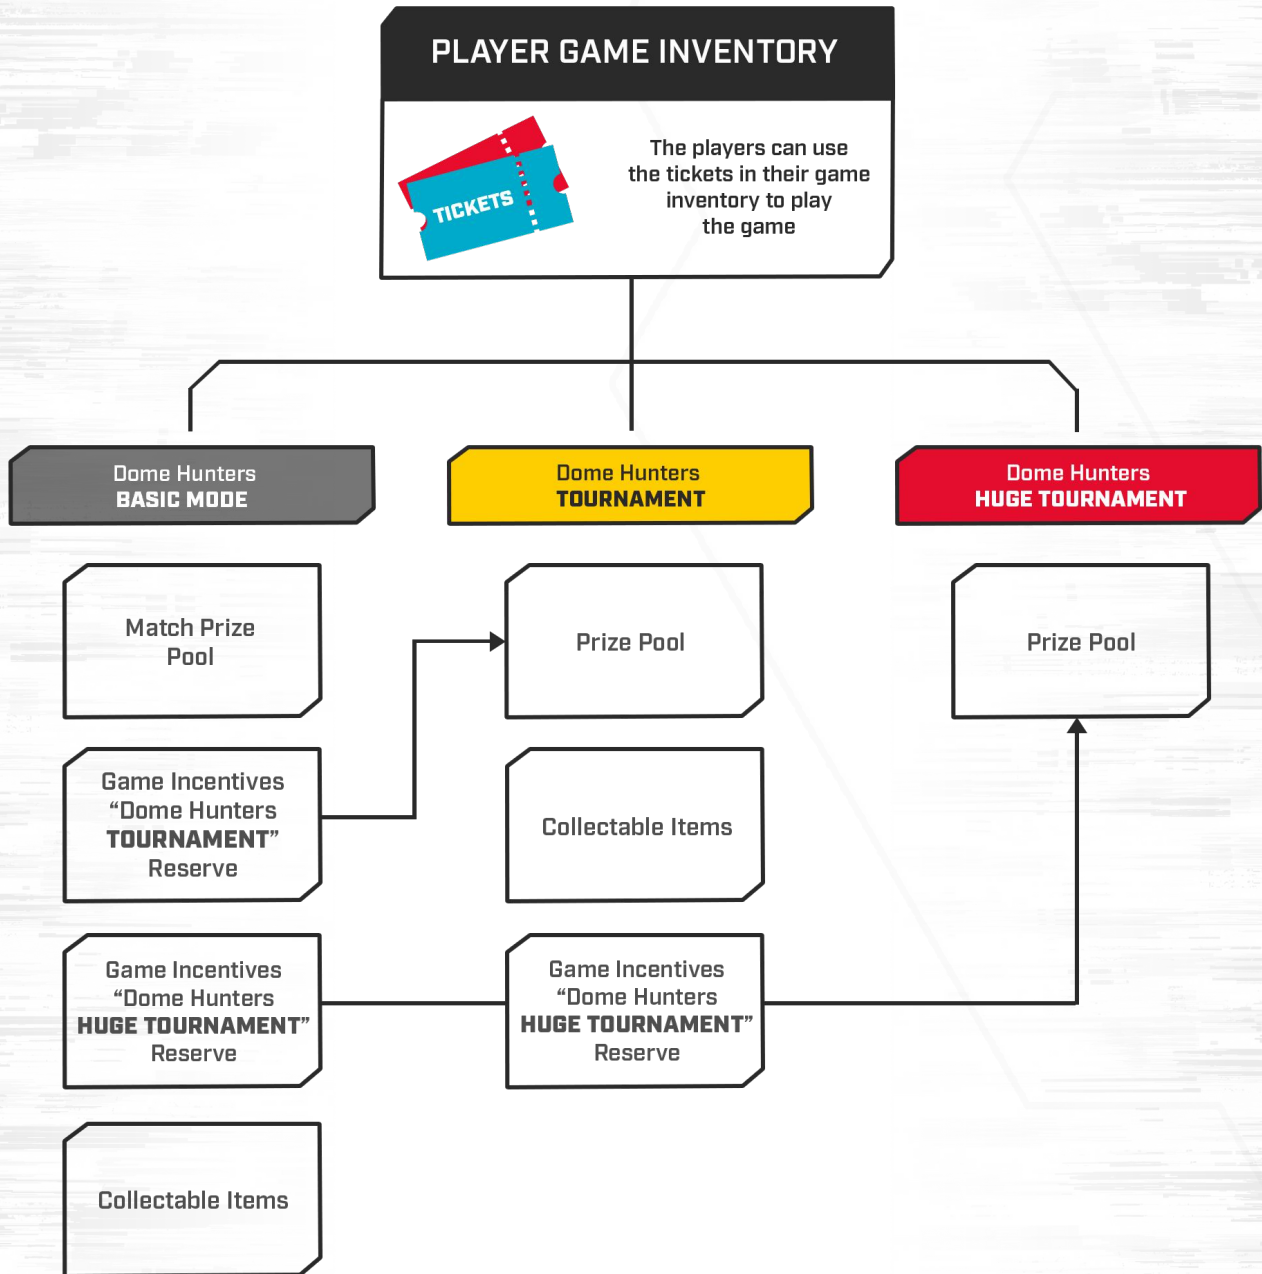 PLAYER GAME INVENTORY
TICKETS
The players can use
the tickets in their game
inventory to play
the game
Dome Hunters
BASIC MODE
Dome Hunters
TOURNAMENT
Dome Hunters
HUGE TOURNAMENT
Match Prize
Pool
Prize Pool
Prize Pool
Game Incentives
“Dome Hunters
TOURNAMENT”
Reserve
Collectable Items
Game Incentives
“Dome Hunters
HUGE TOURNAMENT”
Reserve
Game Incentives
“Dome Hunters
HUGE TOURNAMENT”
Reserve
Collectable Items